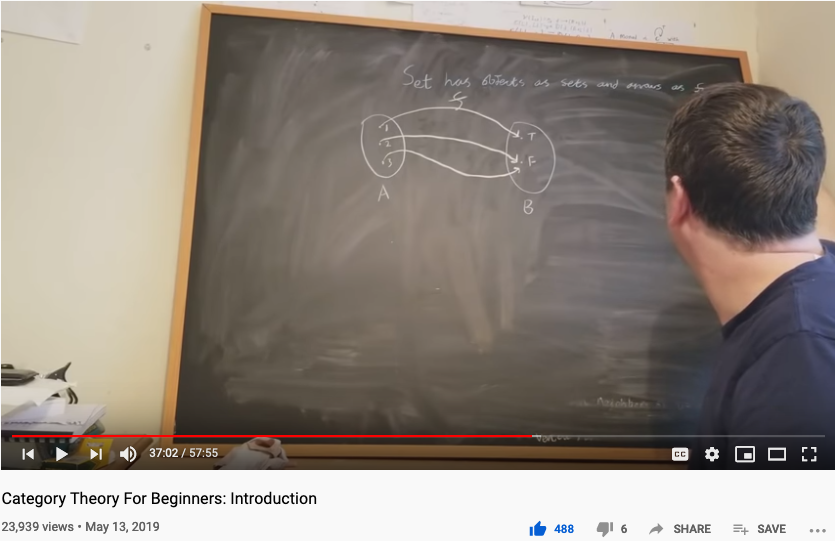 Set has objects as sets and arrows as f
f
1
T
2
F
3
A
B
37:02 / 57:55
CC
Category Theory For Beginners: Introduction
23,939 views • May 13, 2019
488
6
SHARE
SAVE